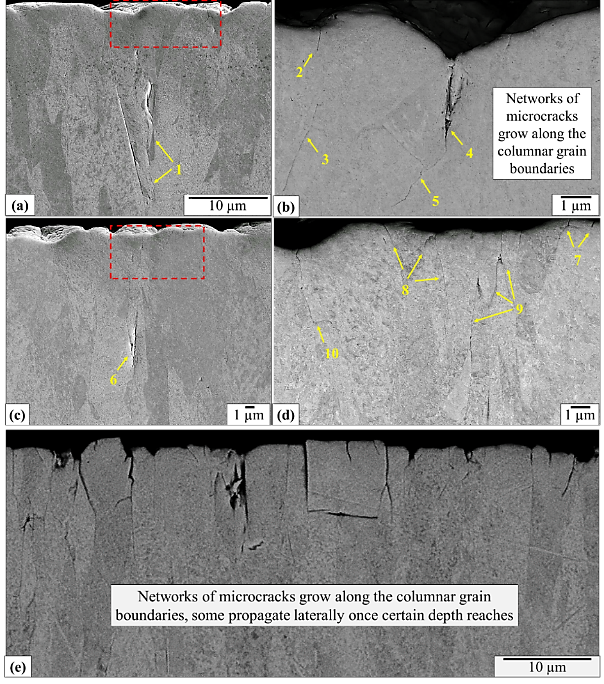 1
(a)
10 μm
2
3
4
5
Networks of
microcracks
grow along the
columnar grain
boundaries
(b)
1 μm
6
(c)
1 μm
7
8
9
10
(d)
1 μm
Networks of microcracks grow along the columnar grain
boundaries, some propagate laterally once certain depth reaches
(e)
10 μm